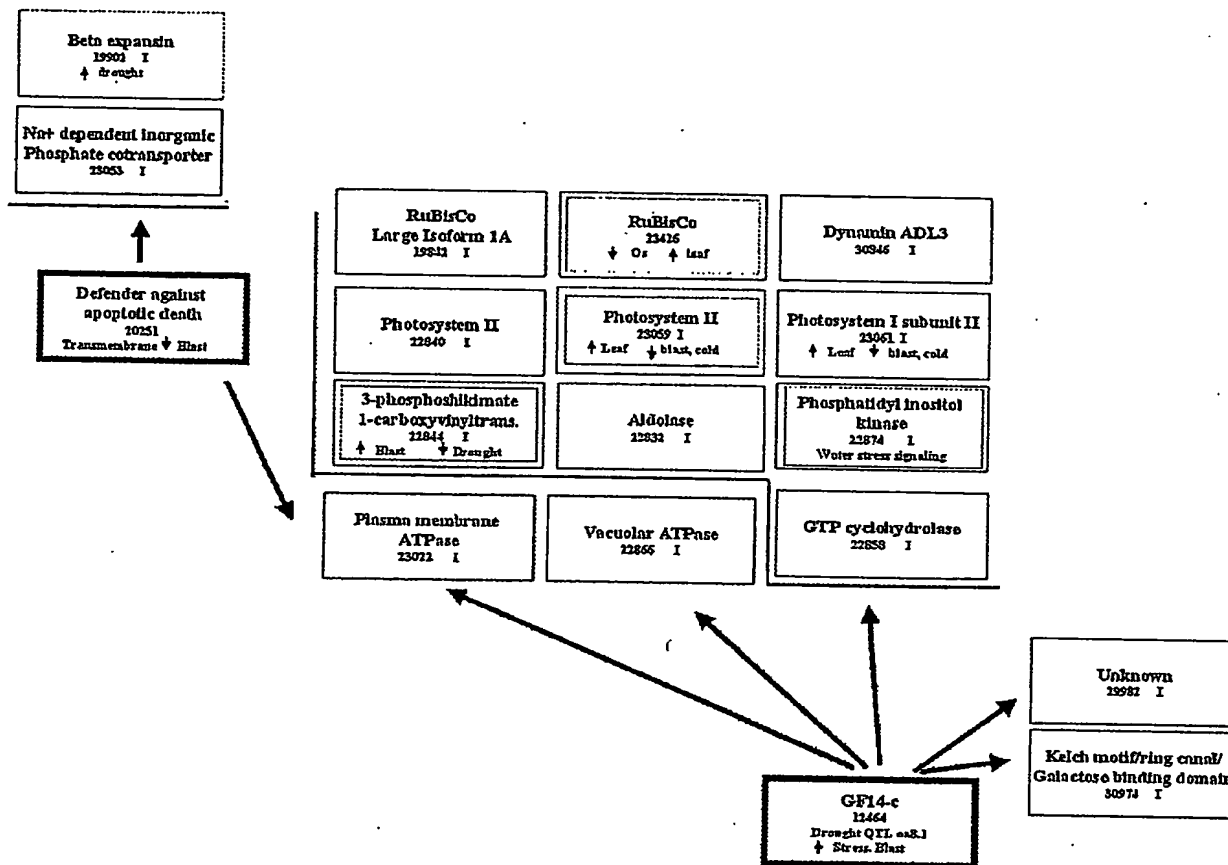 Beta expansin
19902 I
↑ drought
Na+ dependent inorganic
Phosphate cotransporter
23053 I
Defender against
apoptotic death
20251
Transmembrane ↓ Blast
RuBisCo
Large Isoform 1A
19842 I
RuBisCo
23426
↓ Os ↑ leaf
Dynamin ADL3
30846 I
Photosystem II
22840 I
Photosystem II
23059 I
↑ Leaf ↓ blast, cold
Photosystem I subunit II
23061 I
↑ Leaf ↓ blast, cold
3-phosphoshikimate
1-carboxyvinyltrans.
22844 I
↑ Blast ↓ Drought
Aldolase
22832 I
Phosphatidyl inositol
kinase
22874 I
Water stress signaling
Plasma membrane
ATPase
23022 I
Vacuolar ATPase
22866 I
GTP cyclohydrolase
22858 I
Unknown
29982 I
Kelch motif/ring canal/
Galactose binding domain
30974 I
GF14-c
12464
Drought QTL
↑ Stress, Blast